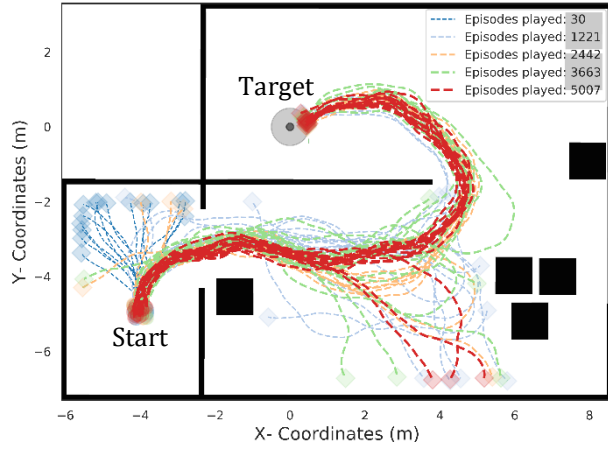 Episodes played: 30
Episodes played: 1221
Episodes played: 2442
Episodes played: 3663
Episodes played: 5007
Target
Start
Y- Coordinates (m)
2
0
−2
−4
−6
−6
−4
−2
0
2
4
6
8
X- Coordinates (m)